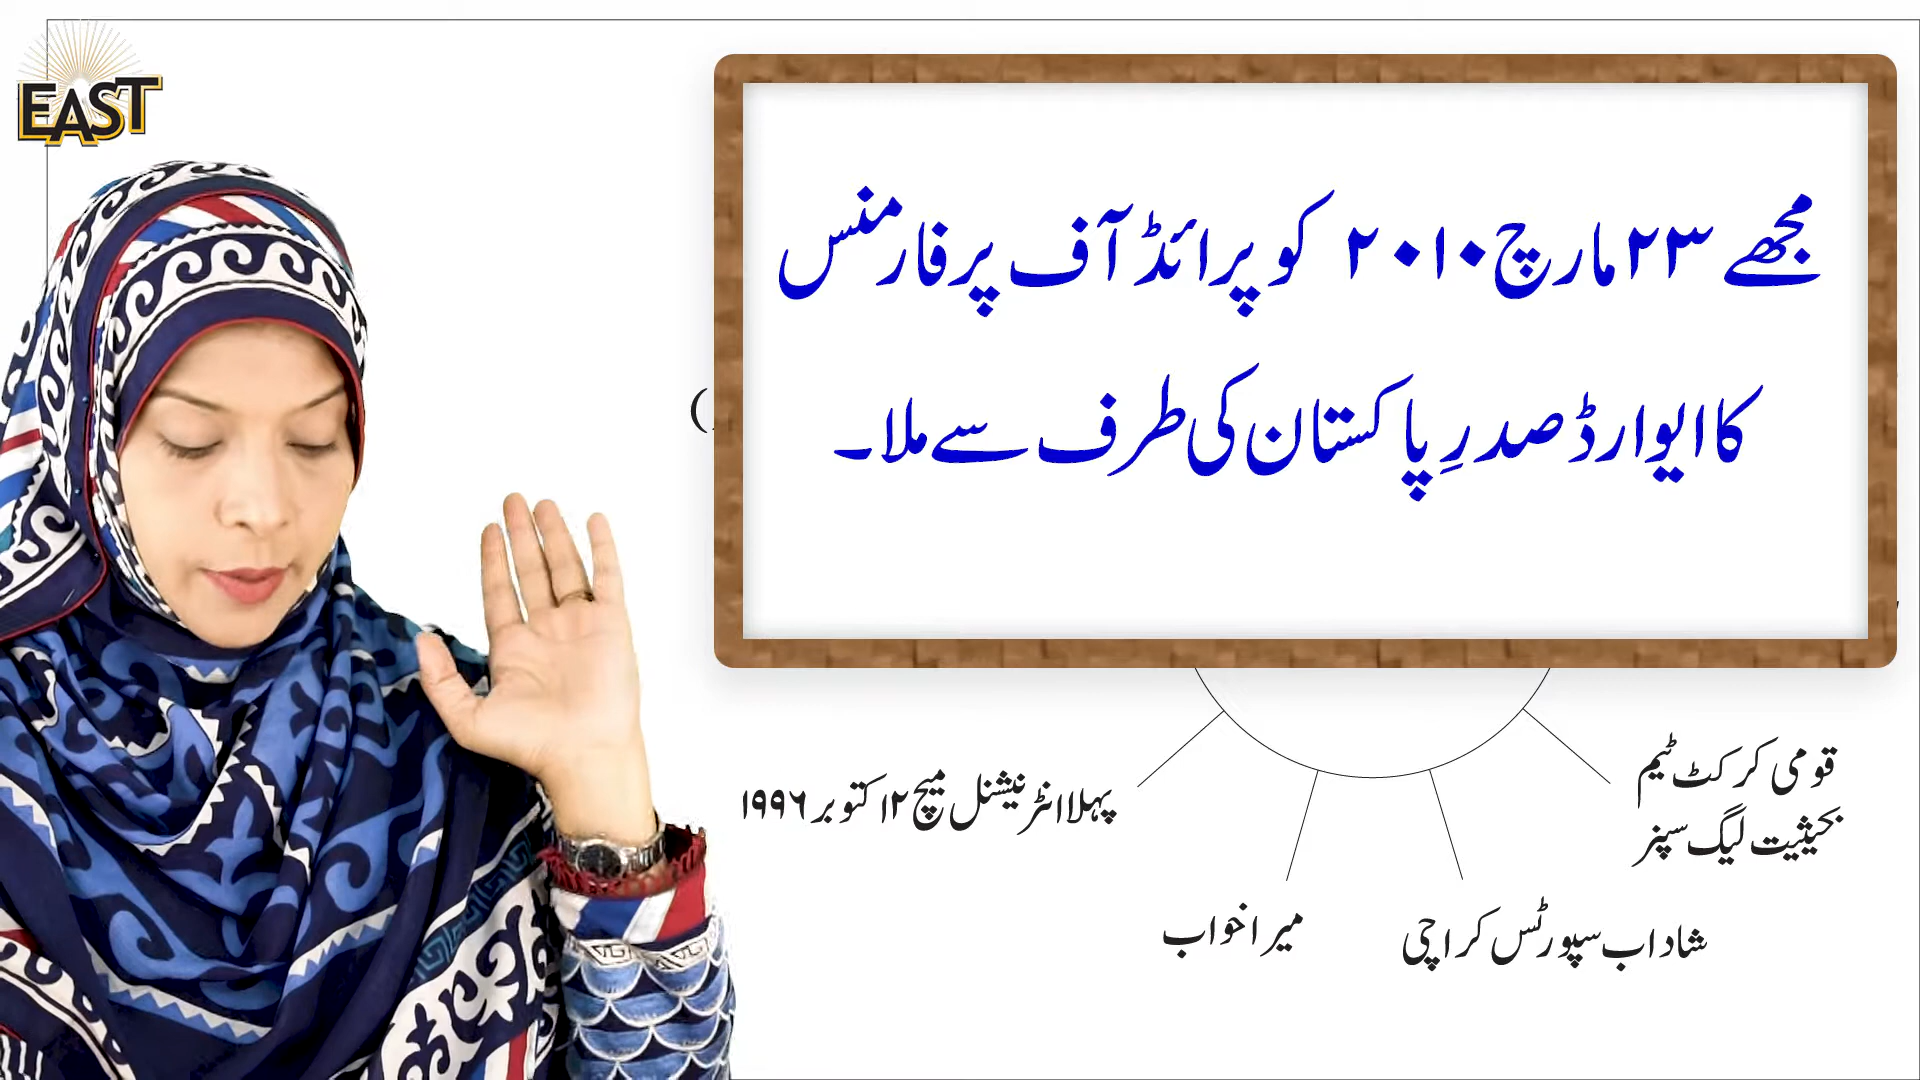 EAST
مجھے ۲۳ مارچ ۲۰۱۰ کو پرائڈ آف پرفارمنس
کا ایوارڈ صدرِ پاکستان کی طرف سے ملا۔
قومی کرکٹ ٹیم
بحیثیت لیگ سپنر
پہلا انٹرنیشنل میچ ۱۲ اکتوبر ۱۹۹۶
میرا خواب
شاداب سپورٹس کراچی